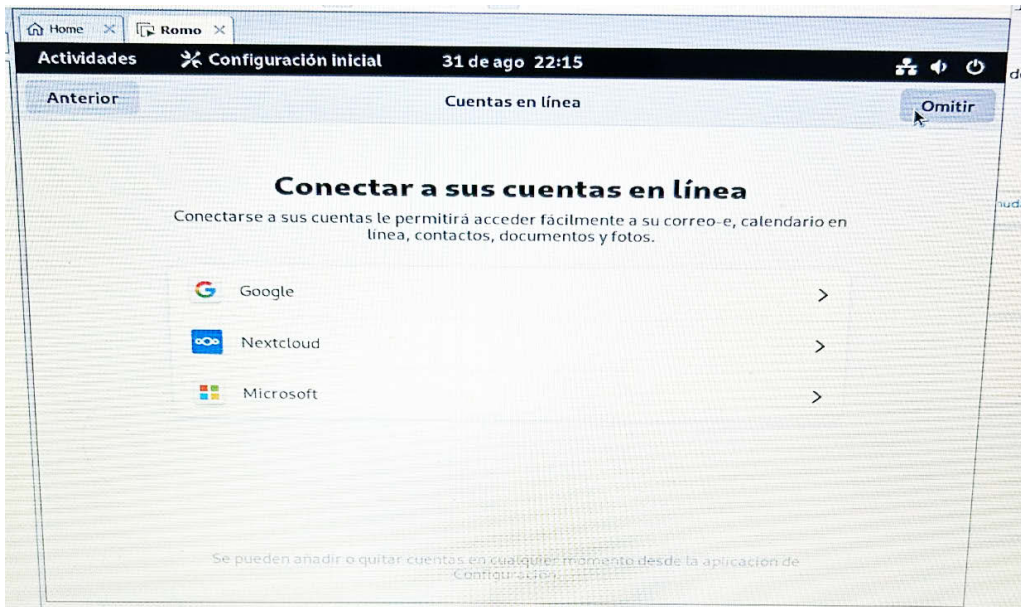 Home
Romo
Actividades
Configuración inicial
31 de ago 22:15
Anterior
Cuentas en línea
Omitir
Conectar a sus cuentas en línea
Conectarse a sus cuentas le permitirá acceder fácilmente a su correo-e, calendario en
línea, contactos, documentos y fotos.
Google
Nextcloud
Microsoft
Se pueden añadir o quitar cuentas en cualquier momento desde la aplicación de
Configuración.